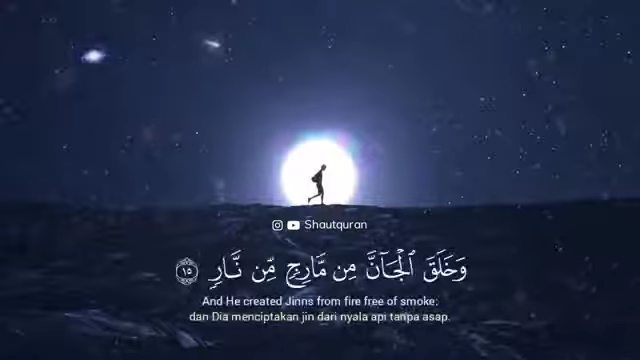 Shautquran
وَخَلَقَ ٱلْجَآنَّ مِن مَّارِجٍ مِّن نَّارٍ ١٥
And He created Jinns from fire free of smoke:
dan Dia menciptakan jin dari nyala api tanpa asap.